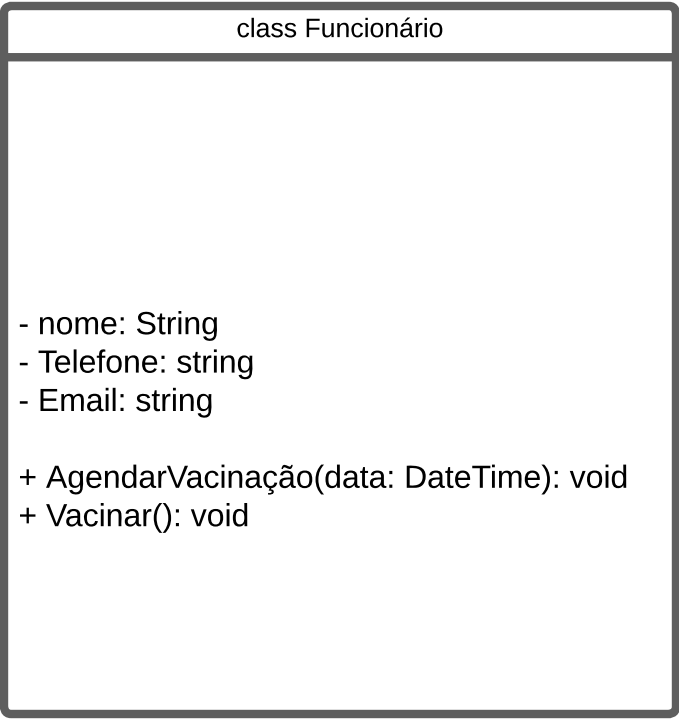 class Funcionário
- nome: String
- Telefone: string
- Email: string
+ AgendarVacinação(data: DateTime): void
+ Vacinar(): void